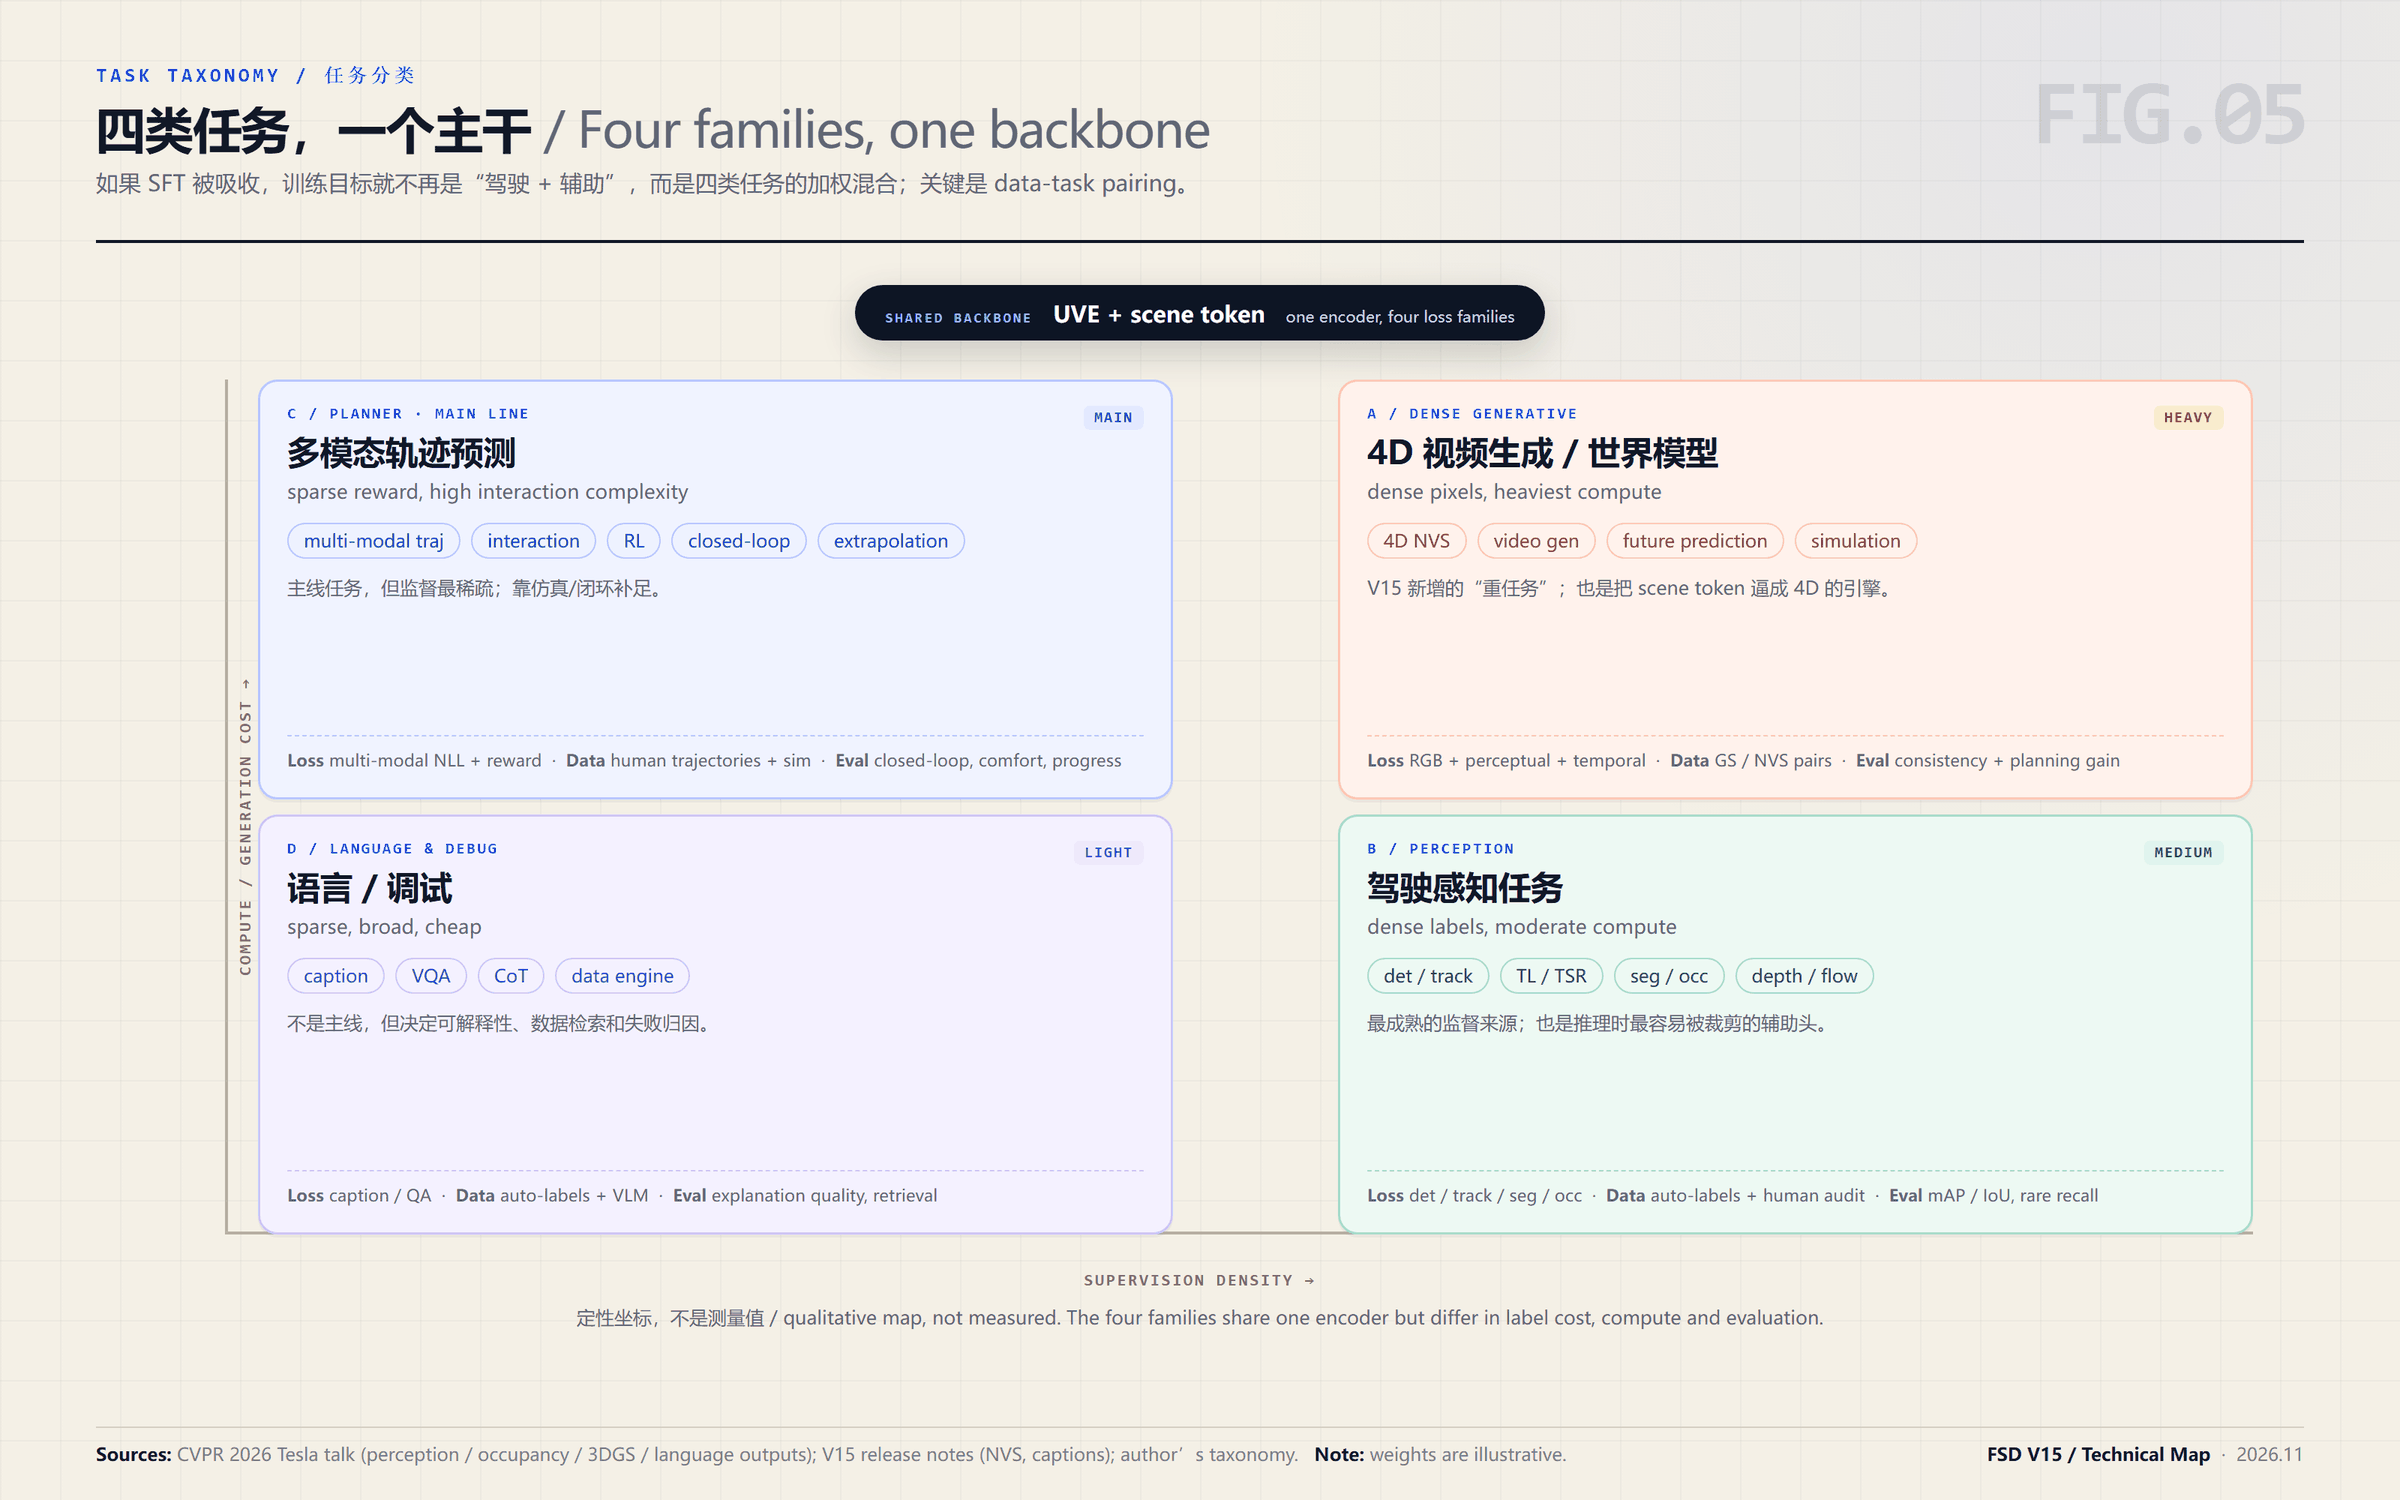 TASK TAXONOMY / 任务分类
四类任务，一个主干 / Four families, one backbone
FIG.05
如果 SFT 被吸收，训练目标就不再是“驾驶 + 辅助”，而是四类任务的加权混合；关键是 data-task pairing。
SHARED BACKBONE UVE + scene token one encoder, four loss families
COMPUTE / GENERATION COST →
C / PLANNER · MAIN LINE
MAIN
多模态轨迹预测
sparse reward, high interaction complexity
multi-modal traj interaction RL closed-loop extrapolation
主线任务，但监督最稀疏；靠仿真/闭环补足。
Loss multi-modal NLL + reward · Data human trajectories + sim · Eval closed-loop, comfort, progress
A / DENSE GENERATIVE
HEAVY
4D 视频生成 / 世界模型
dense pixels, heaviest compute
4D NVS video gen future prediction simulation
V15 新增的“重任务”；也是把 scene token 逼成 4D 的引擎。
Loss RGB + perceptual + temporal · Data GS / NVS pairs · Eval consistency + planning gain
D / LANGUAGE & DEBUG
LIGHT
语言 / 调试
sparse, broad, cheap
caption VQA CoT data engine
不是主线，但决定可解释性、数据检索和失败归因。
Loss caption / QA · Data auto-labels + VLM · Eval explanation quality, retrieval
B / PERCEPTION
MEDIUM
驾驶感知任务
dense labels, moderate compute
det / track TL / TSR seg / occ depth / flow
最成熟的监督来源；也是推理时最容易被裁剪的辅助头。
Loss det / track / seg / occ · Data auto-labels + human audit · Eval mAP / IoU, rare recall
SUPERVISION DENSITY →
定性坐标，不是测量值 / qualitative map, not measured. The four families share one encoder but differ in label cost, compute and evaluation.
Sources: CVPR 2026 Tesla talk (perception / occupancy / 3DGS / language outputs); V15 release notes (NVS, captions); author’s taxonomy. Note: weights are illustrative.
FSD V15 / Technical Map · 2026.11